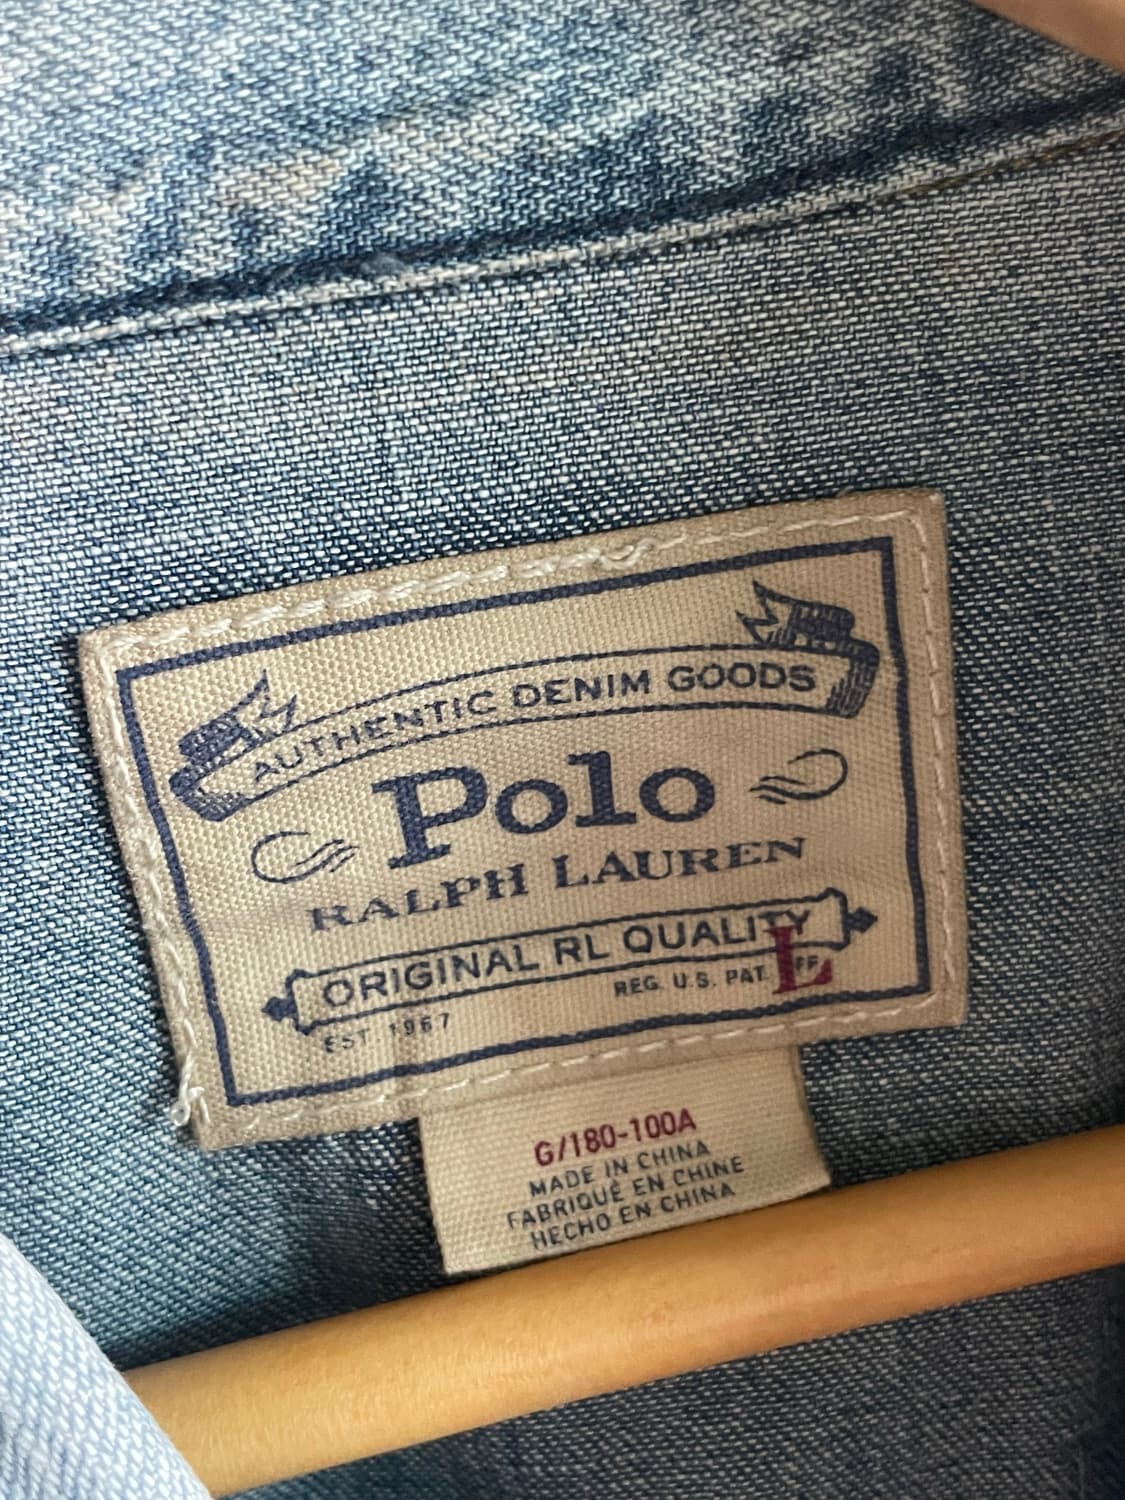 AUTHENTIC DENIM GOODS
Polo
RALPH LAUREN
ORIGINAL RL QUALITY
EST 1967 REG. U.S. PAT.
L
G/180-100A
MADE IN CHINA
FABRIQUÉ EN CHINE
HECHO EN CHINA